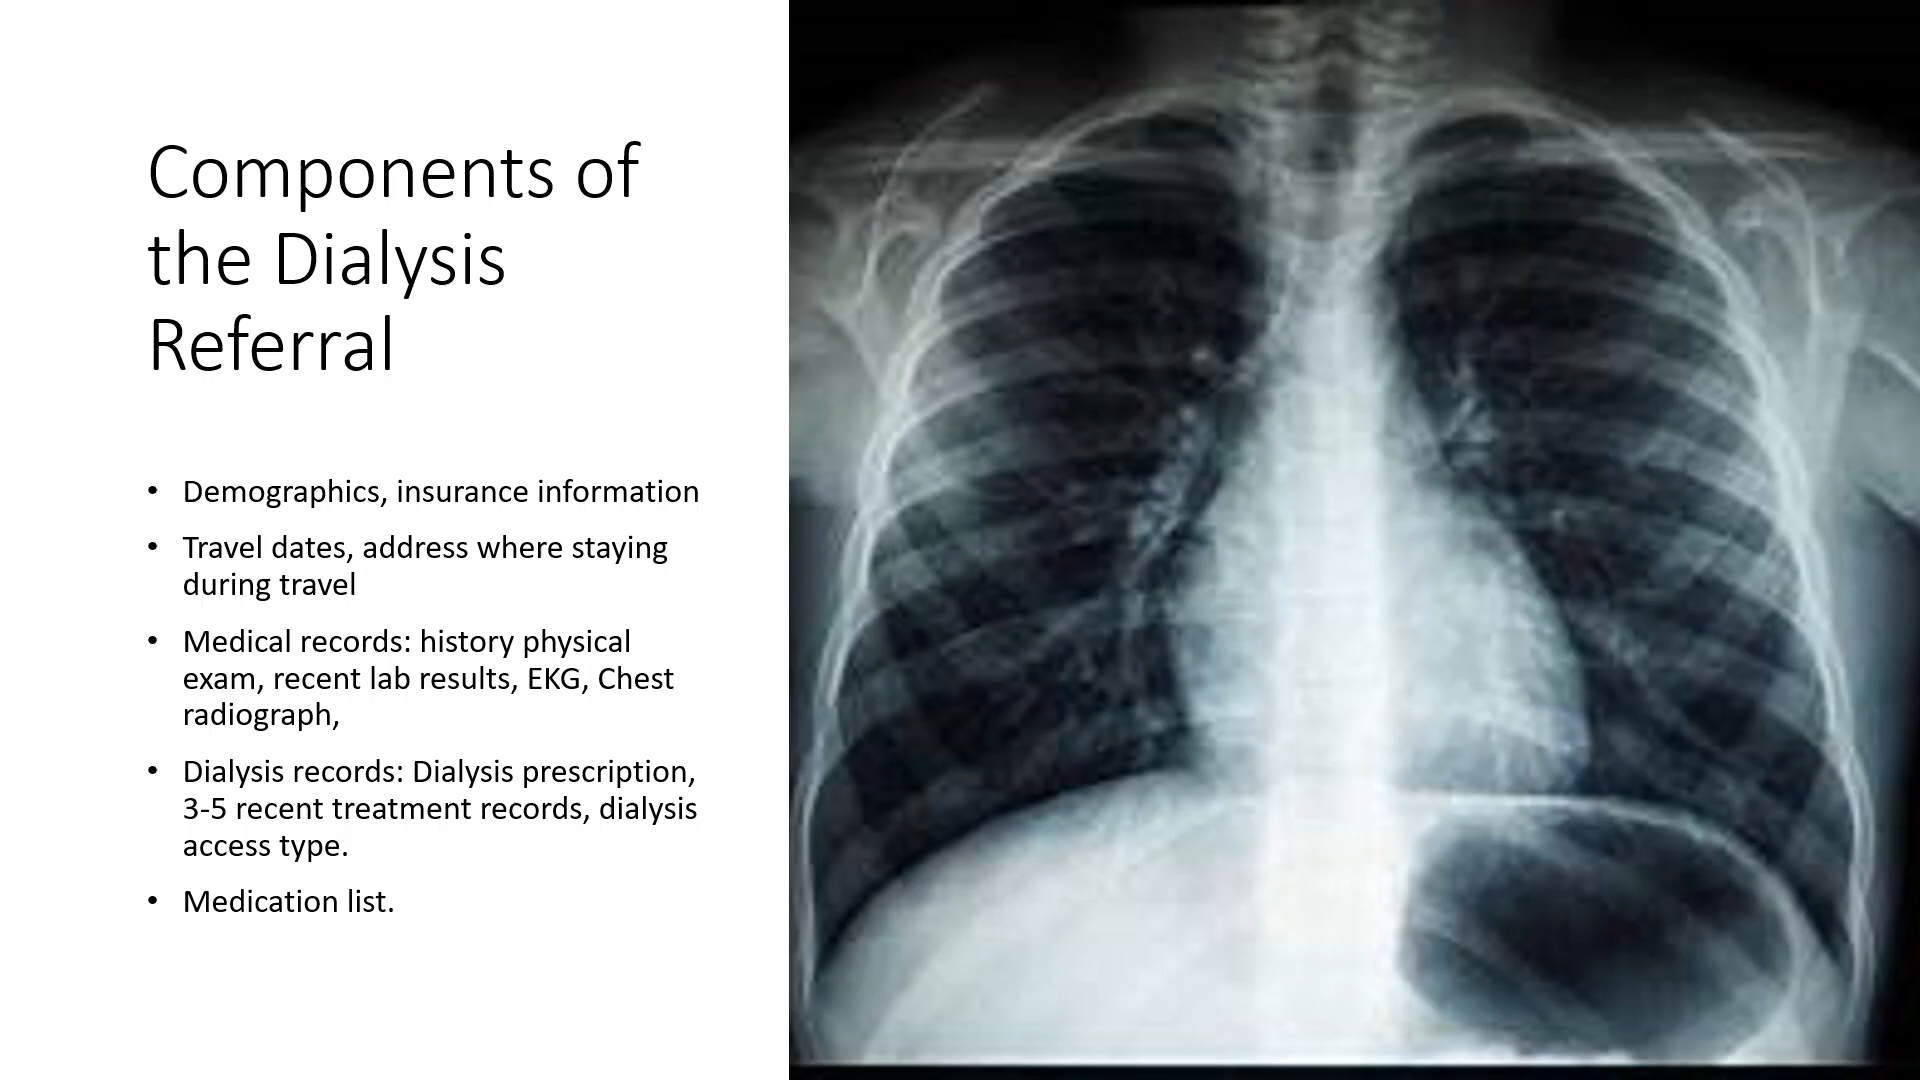 Components of
the Dialysis
Referral
• Demographics, insurance information
• Travel dates, address where staying
during travel
• Medical records: history physical
exam, recent lab results, EKG, Chest
radiograph,
• Dialysis records: Dialysis prescription,
3-5 recent treatment records, dialysis
access type.
• Medication list.